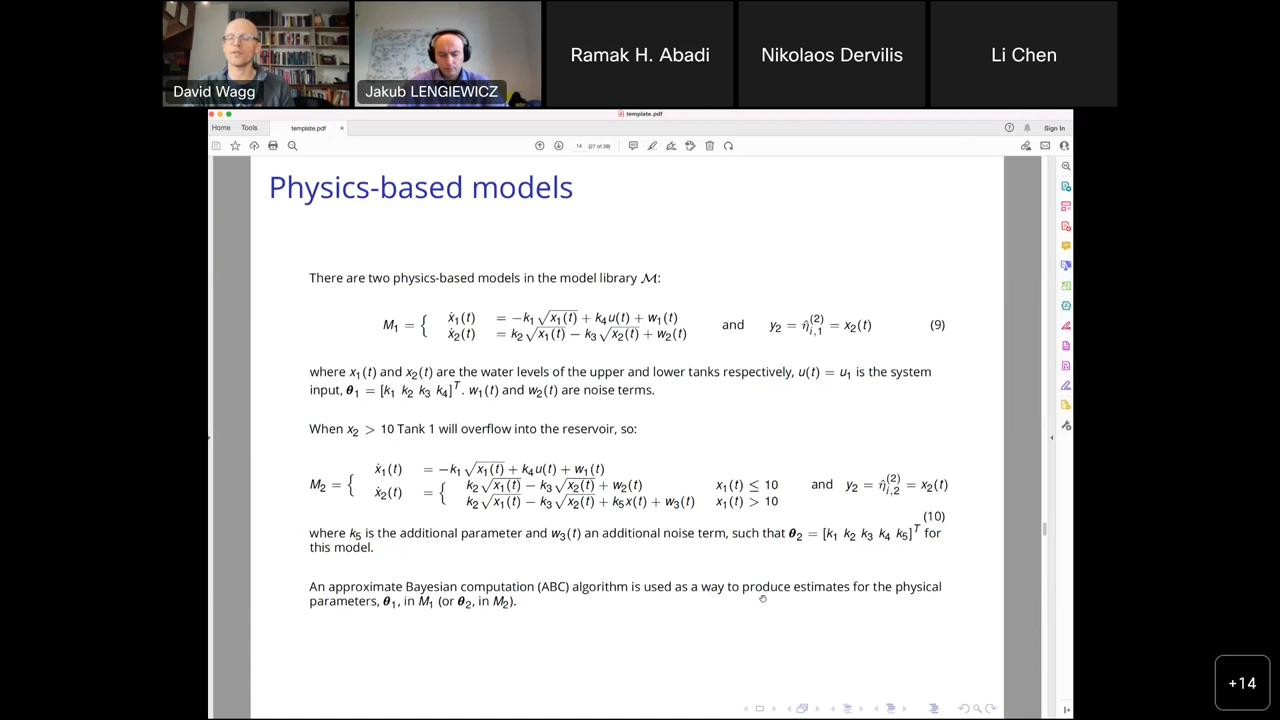 David Wagg
Jakub LENGIEWICZ
Ramak H. Abadi
Nikolaos Dervilis
Li Chen
template.pdf
Home Tools template.pdf × Sign In
14 (27 of 39)
Physics-based models
There are two physics-based models in the model library ℳ:
M₁ = { ẋ₁(t) = −k₁√x₁(t) + k₄u(t) + w₁(t)
ẋ₂(t) = k₂√x₁(t) − k₃√x₂(t) + w₂(t) and y₂ = η̂ᵢ,₁⁽²⁾ = x₂(t) (9)
where x₁(t) and x₂(t) are the water levels of the upper and lower tanks respectively, u(t) = u₁ is the system
input, θ₁ = [k₁ k₂ k₃ k₄]ᵀ. w₁(t) and w₂(t) are noise terms.
When x₂ > 10 Tank 1 will overflow into the reservoir, so:
M₂ = { ẋ₁(t) = −k₁√x₁(t) + k₄u(t) + w₁(t)
ẋ₂(t) = { k₂√x₁(t) − k₃√x₂(t) + w₂(t) x₁(t) ≤ 10 and y₂ = η̂ᵢ,₂⁽²⁾ = x₂(t)
k₂√x₁(t) − k₃√x₂(t) + k₅x(t) + w₃(t) x₁(t) > 10
(10)
where k₅ is the additional parameter and w₃(t) an additional noise term, such that θ₂ = [k₁ k₂ k₃ k₄ k₅]ᵀ for
this model.
An approximate Bayesian computation (ABC) algorithm is used as a way to produce estimates for the physical
parameters, θ₁, in M₁ (or θ₂, in M₂).
+14